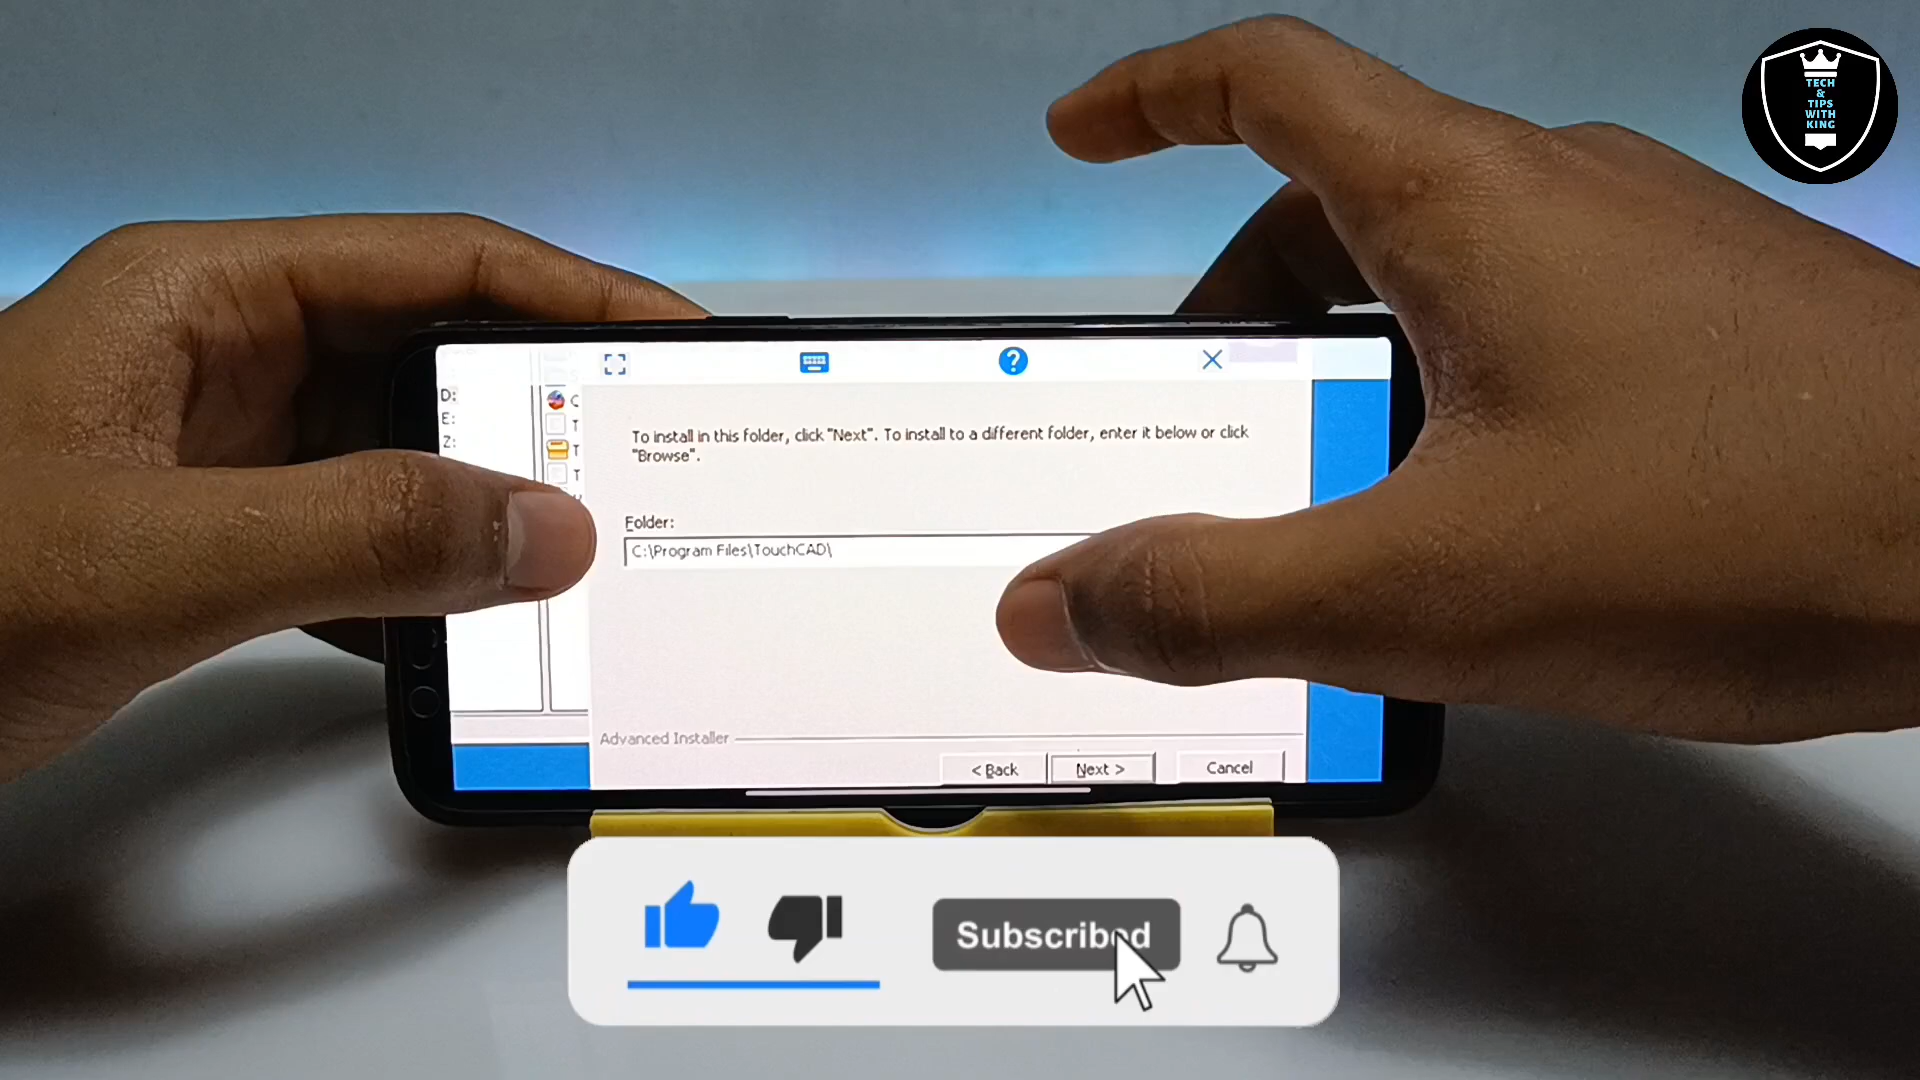 TECH
&
TIPS
WITH
KING
D:
E:
Z:
C
T
T
T
To install in this folder, click "Next". To install to a different folder, enter it below or click
"Browse".
Folder:
C:\Program Files\TouchCAD\
Advanced Installer
< Back
Next >
Cancel
Subscribed